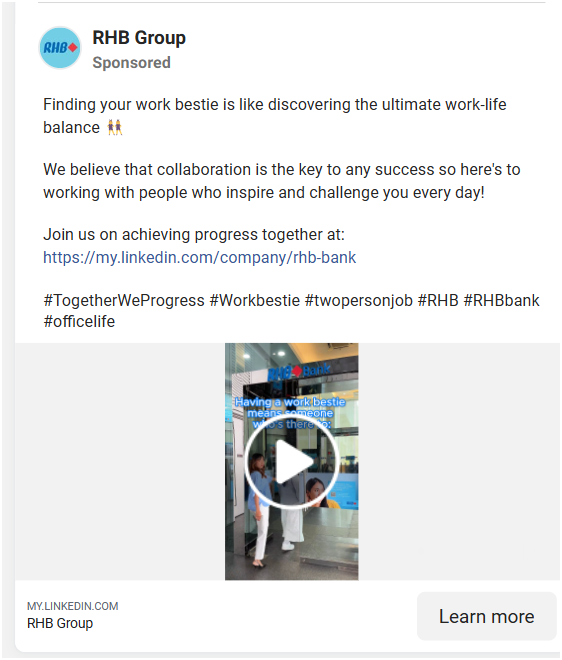 RHB
RHB Group
Sponsored
Finding your work bestie is like discovering the ultimate work-life
balance 👭
We believe that collaboration is the key to any success so here's to
working with people who inspire and challenge you every day!
Join us on achieving progress together at:
https://my.linkedin.com/company/rhb-bank
#TogetherWeProgress #Workbestie #twopersonjob #RHB #RHBbank
#officelife
RHB Bank
Having a work bestie
means someone
who's there to:
MY.LINKEDIN.COM
RHB Group
Learn more